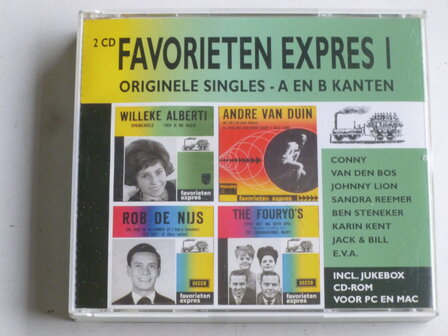 2 CD
FAVORIETEN EXPRES I
ORIGINELE SINGLES - A EN B KANTEN
WILLEKE ALBERTI
favorieten
expres
ANDRE VAN DUIN
PHILIPS
favorieten expres
ROB DE NIJS
DECCA
favorieten
expres
THE FOURYO'S
DECCA
favorieten
expres
CONNY
VAN DEN BOS
JOHNNY LION
SANDRA REEMER
BEN STENEKER
KARIN KENT
JACK & BILL
E.V.A.
INCL. JUKEBOX
CD-ROM
VOOR PC EN MAC